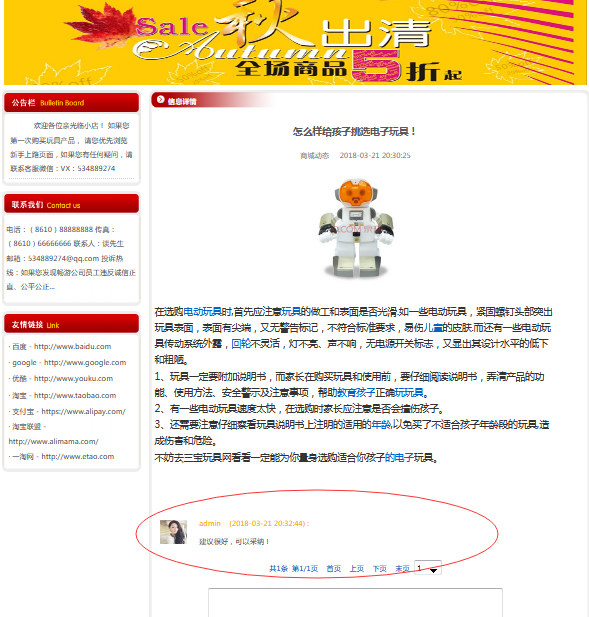 Sale
秋
出清
Autumn
全场商品5折起
公告栏 Bulletin Board
欢迎各位亲光临小店！ 如果您
第一次购买玩具产品， 请您优先浏览
新手上路页面，如果您有任何疑问，请
联系客服微信：VX：534889274
联系我们 Contact us
电话：（ 8610 ）88888888 传真：
（ 8610 ）66666666 联系人：谈先生
邮箱：534889274@qq.com 投诉热
线：如果您发现畅游公司员工违反诚信正
直、公平公正...
友情链接 Link
· 百度 - http://www.baidu.com
· google - http://www.google.com
· 优酷 - http://www.youku.com
· 淘宝 - http://www.taobao.com
· 支付宝 - https://www.alipay.com/
· 淘宝联盟 -
http://www.alimama.com/
· 一淘网 - http://www.etao.com
信息详情
怎么样给孩子挑选电子玩具！
商城动态 2018-03-21 20:30:25
在选购电动玩具时,首先应注意玩具的做工和表面是否光滑.如一些电动玩具，紧固螺钉头部突出
玩具表面，表面有尖端，又无警告标记，不符合标准要求，易伤儿童的皮肤.而还有一些电动玩
具传动系统外露，回轮不灵活，灯不亮、声不响，无电源开关标志，又显出其设计水平的低下
和粗陋。
1、玩具一定要附加说明书，而家长在购买玩具和使用前，要仔细阅读说明书，弄清产品的功
能、使用方法、安全警示及注意事项，帮助教育孩子正确玩玩具。
2、有一些电动玩具速度太快，在选购时家长应注意是否会撞伤孩子。
3、还需要注意仔细察看玩具说明书上注明的适用的年龄,以免买了不适合孩子年龄段的玩具,造
成伤害和危险。
不妨去三宝玩具网看看一定能为你量身选购适合你孩子的电子玩具。
admin (2018-03-21 20:32:44)：
建议很好，可以采纳！
共1条 第1/1页 首页 上页 下页 末页 1